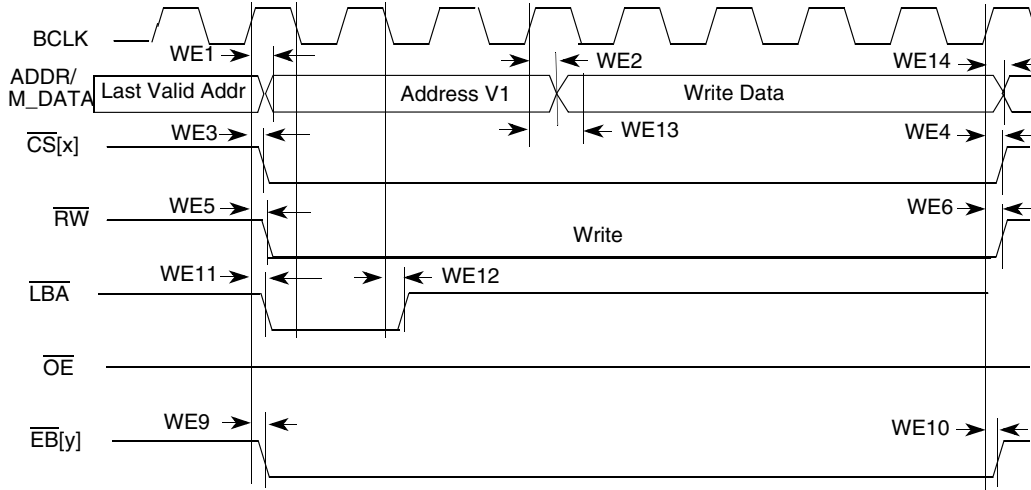 BCLK
WE1
WE2
WE14
ADDR/
M_DATA
Last Valid Addr
Address V1
Write Data
WE3
WE13
WE4
CS[x]
WE5
WE6
RW
Write
WE11
WE12
LBA
OE
WE9
WE10
EB[y]